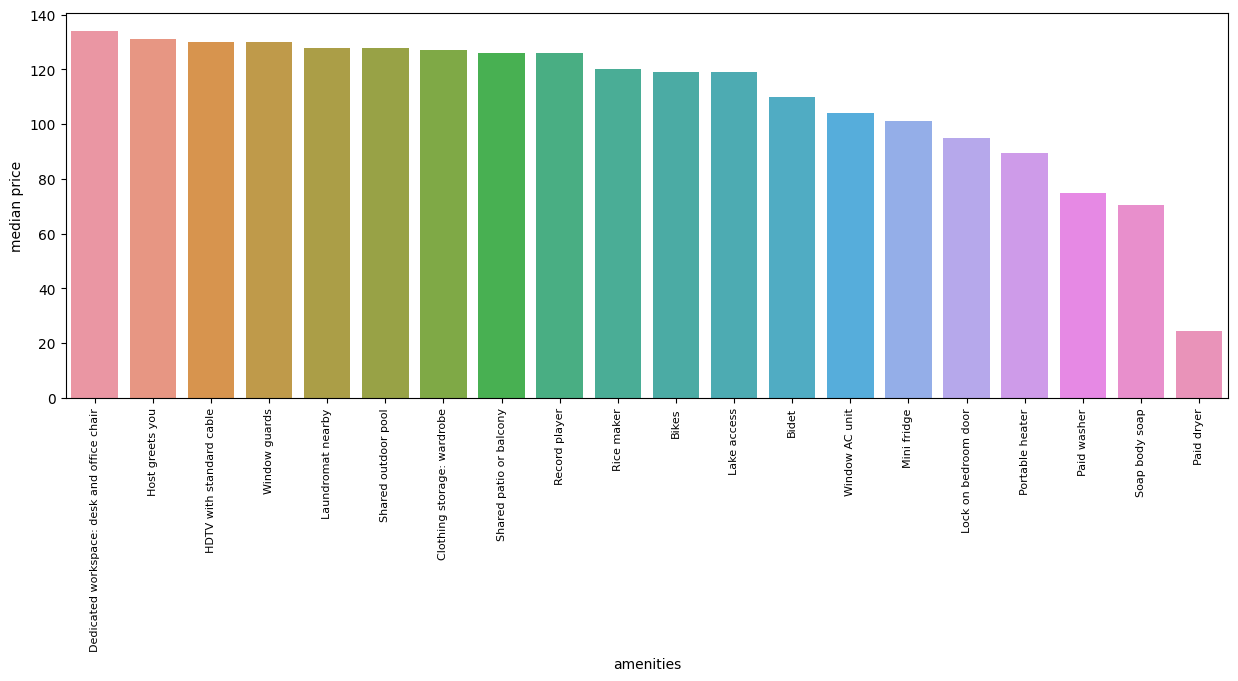 140
120
100
80
60
40
20
0
median price
Dedicated workspace: desk and office chair
Host greets you
HDTV with standard cable
Window guards
Laundromat nearby
Shared outdoor pool
Clothing storage: wardrobe
Shared patio or balcony
Record player
Rice maker
Bikes
Lake access
Bidet
Window AC unit
Mini fridge
Lock on bedroom door
Portable heater
Paid washer
Soap body soap
Paid dryer
amenities